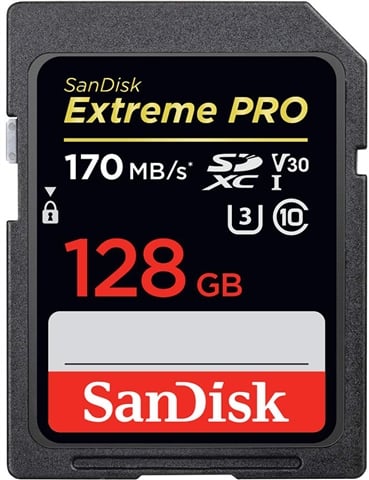 SanDisk
Extreme PRO
170 MB/s* SD XC V30 I
3 10
128 GB
SanDisk